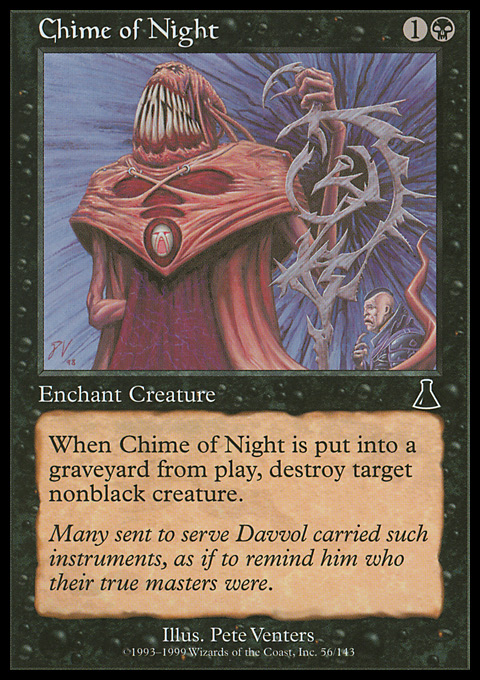 Chime of Night
1
PV
98
Enchant Creature
When Chime of Night is put into a
graveyard from play, destroy target
nonblack creature.
Many sent to serve Davvol carried such
instruments, as if to remind him who
their true masters were.
Illus. Pete Venters
©1993–1999 Wizards of the Coast, Inc. 56/143